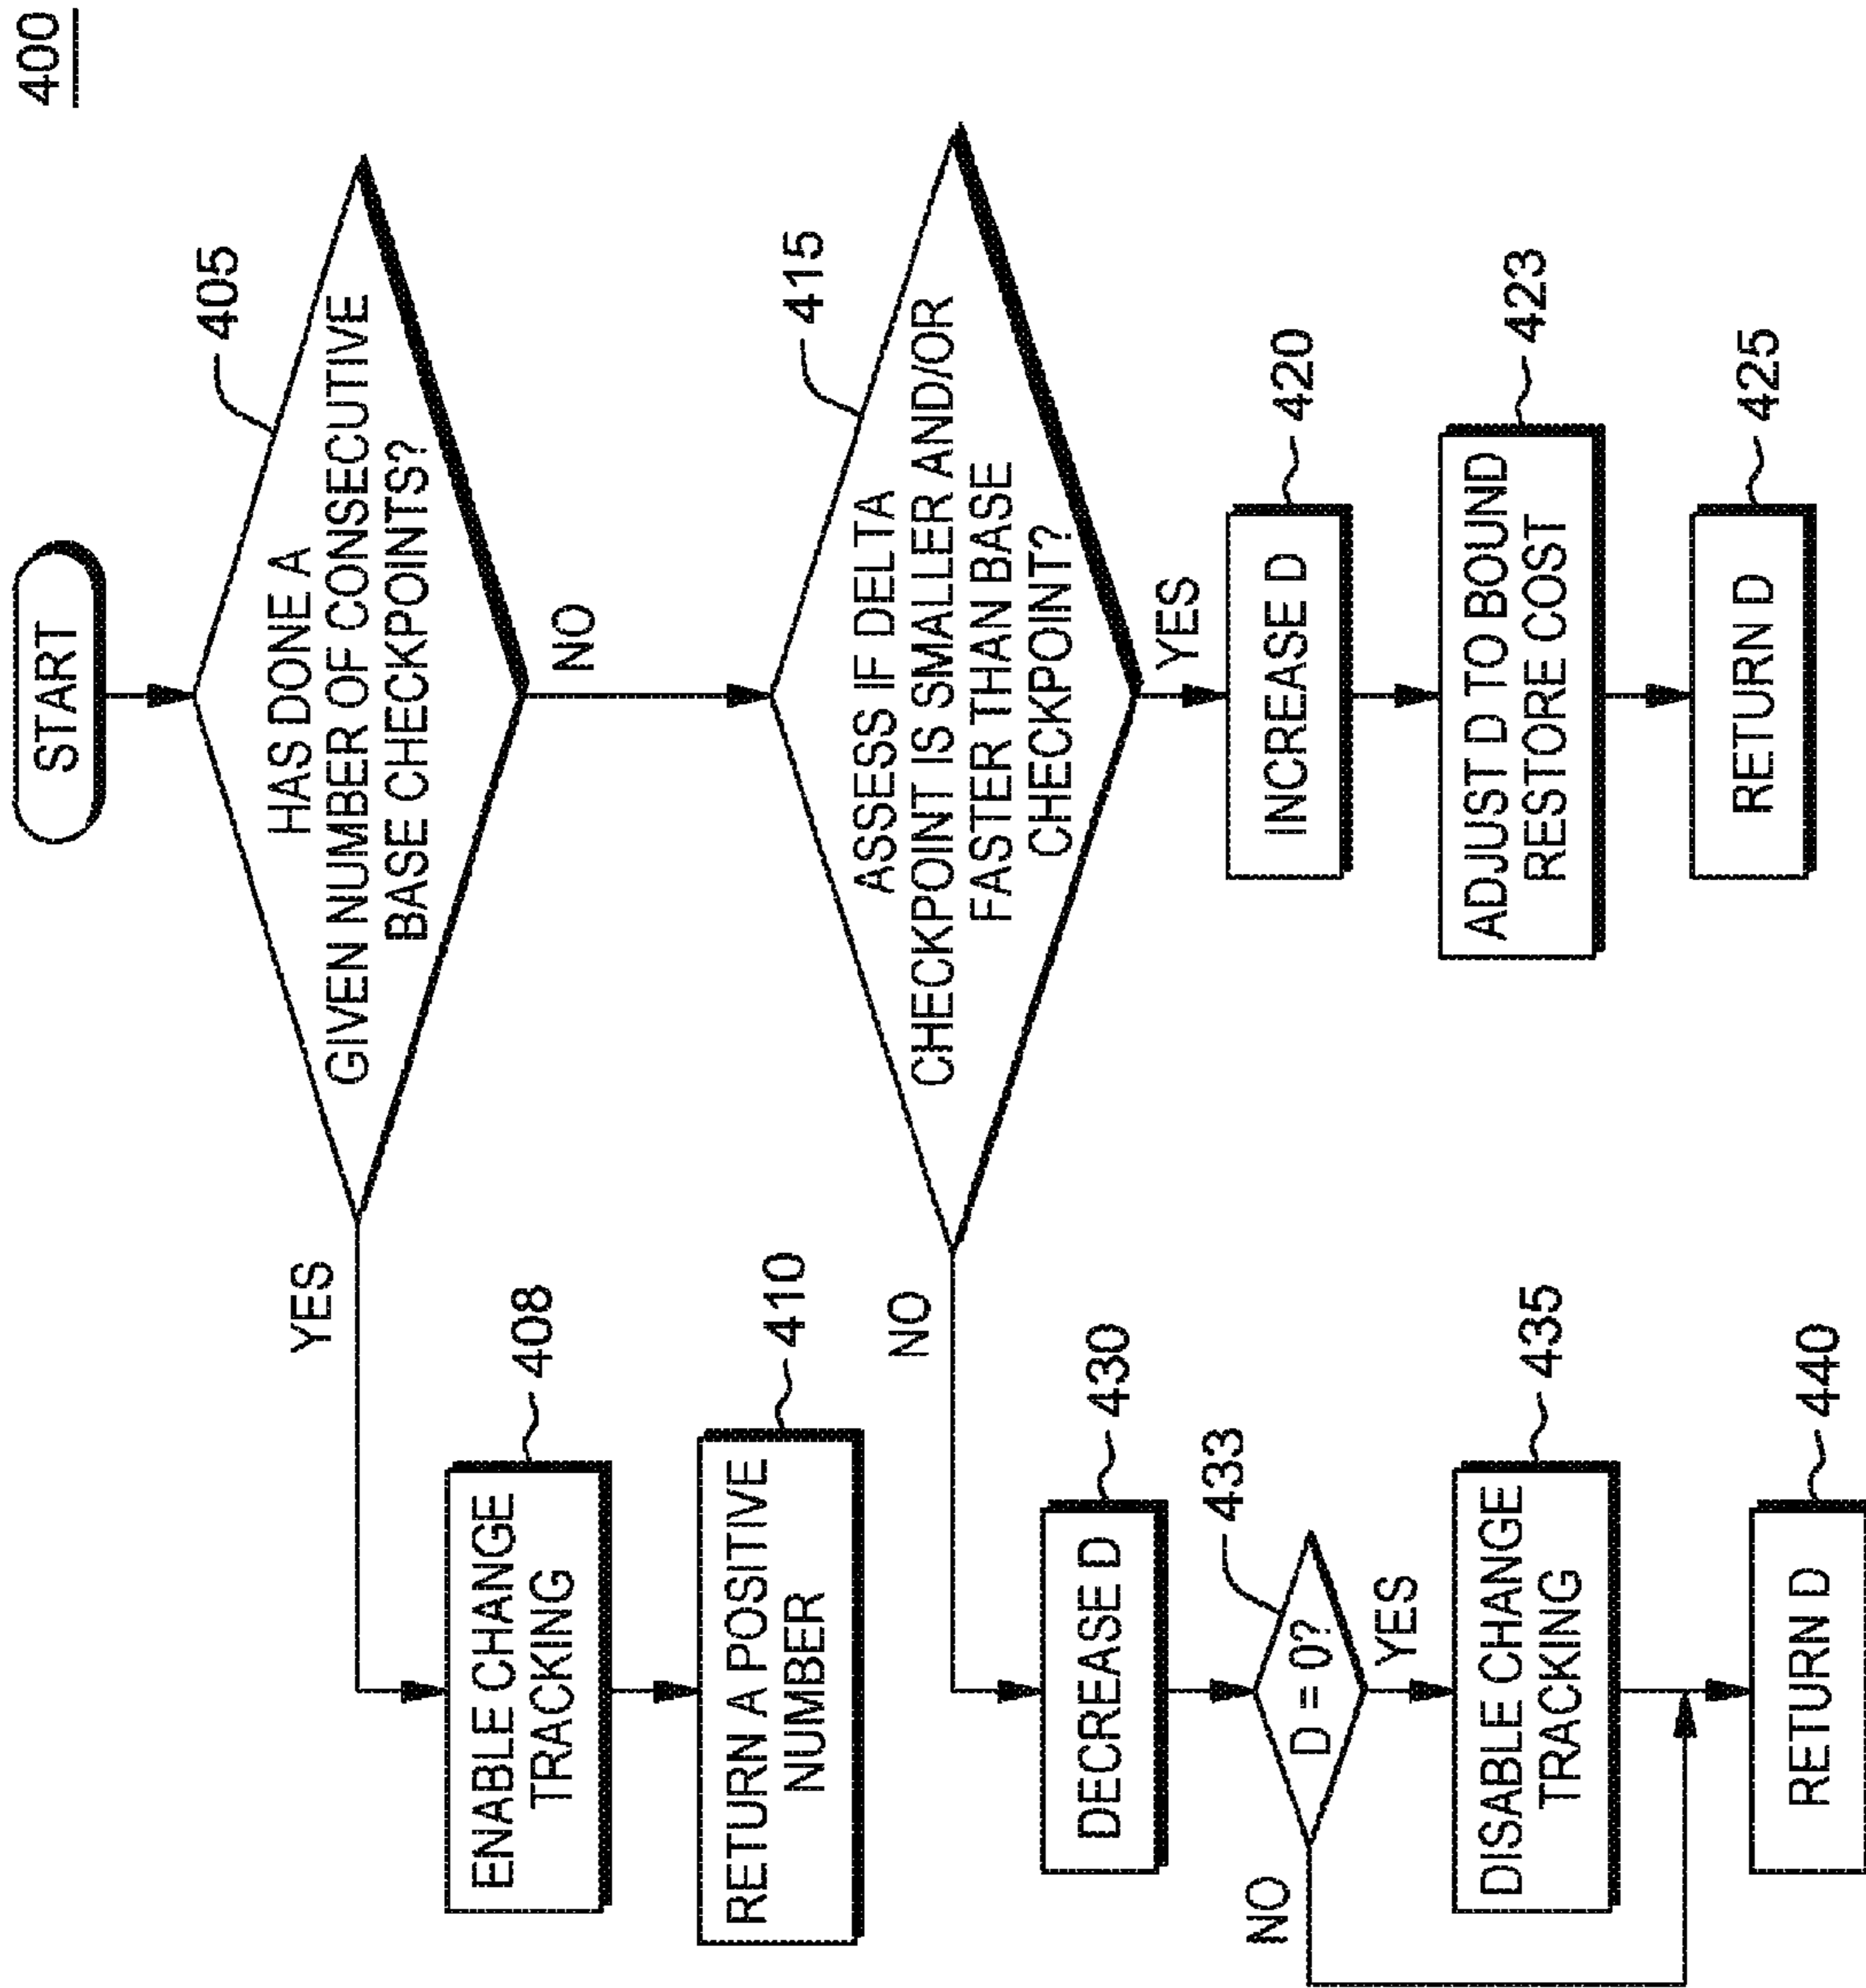 400
START
HAS DONE A
GIVEN NUMBER OF CONSECUTIVE
BASE CHECKPOINTS?
405
YES
NO
ENABLE CHANGE
TRACKING
408
RETURN A POSITIVE
NUMBER
410
ASSESS IF DELTA
CHECKPOINT IS SMALLER AND/OR
FASTER THAN BASE
CHECKPOINT?
415
NO
YES
INCREASE D
420
ADJUST D TO BOUND
RESTORE COST
423
RETURN D
425
DECREASE D
430
D = 0?
433
NO
YES
DISABLE CHANGE
TRACKING
435
RETURN D
440